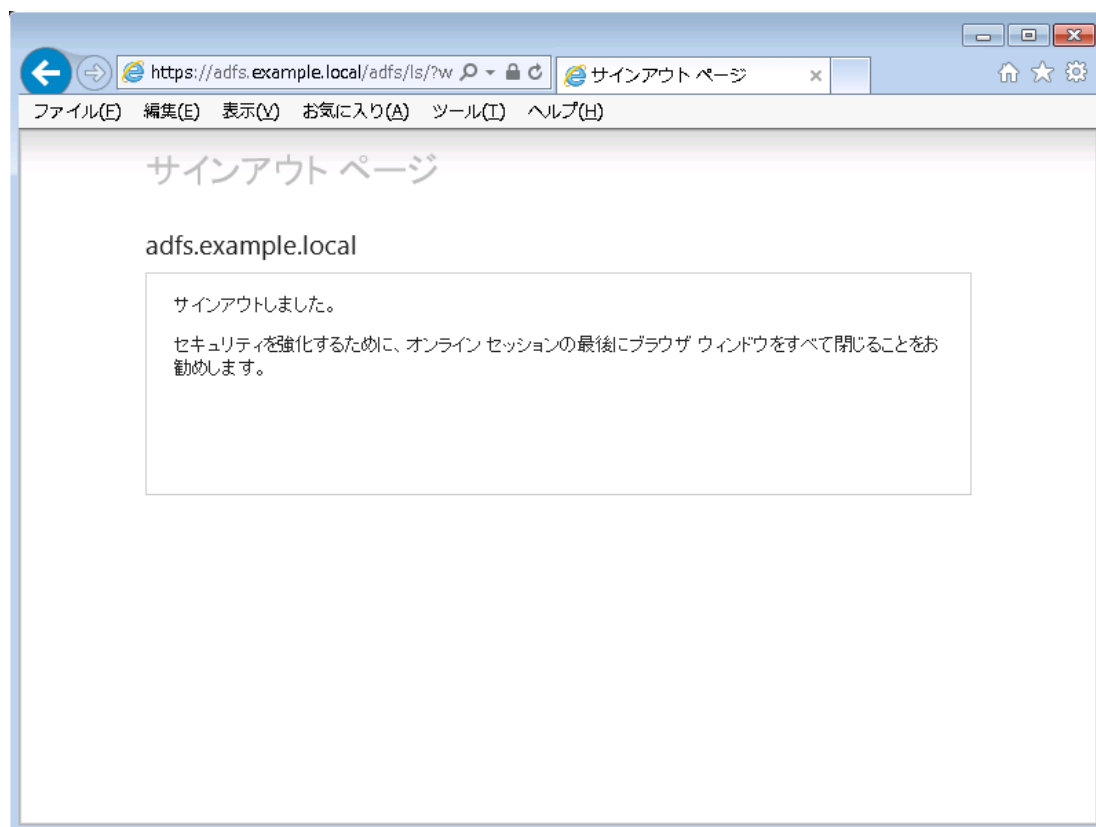 https://adfs.example.local/adfs/ls/?w
サインアウト ページ
ファイル(F) 編集(E) 表示(V) お気に入り(A) ツール(T) ヘルプ(H)
サインアウト ページ
adfs.example.local
サインアウトしました。
セキュリティを強化するために、オンライン セッションの最後にブラウザ ウィンドウをすべて閉じることをお
勧めします。